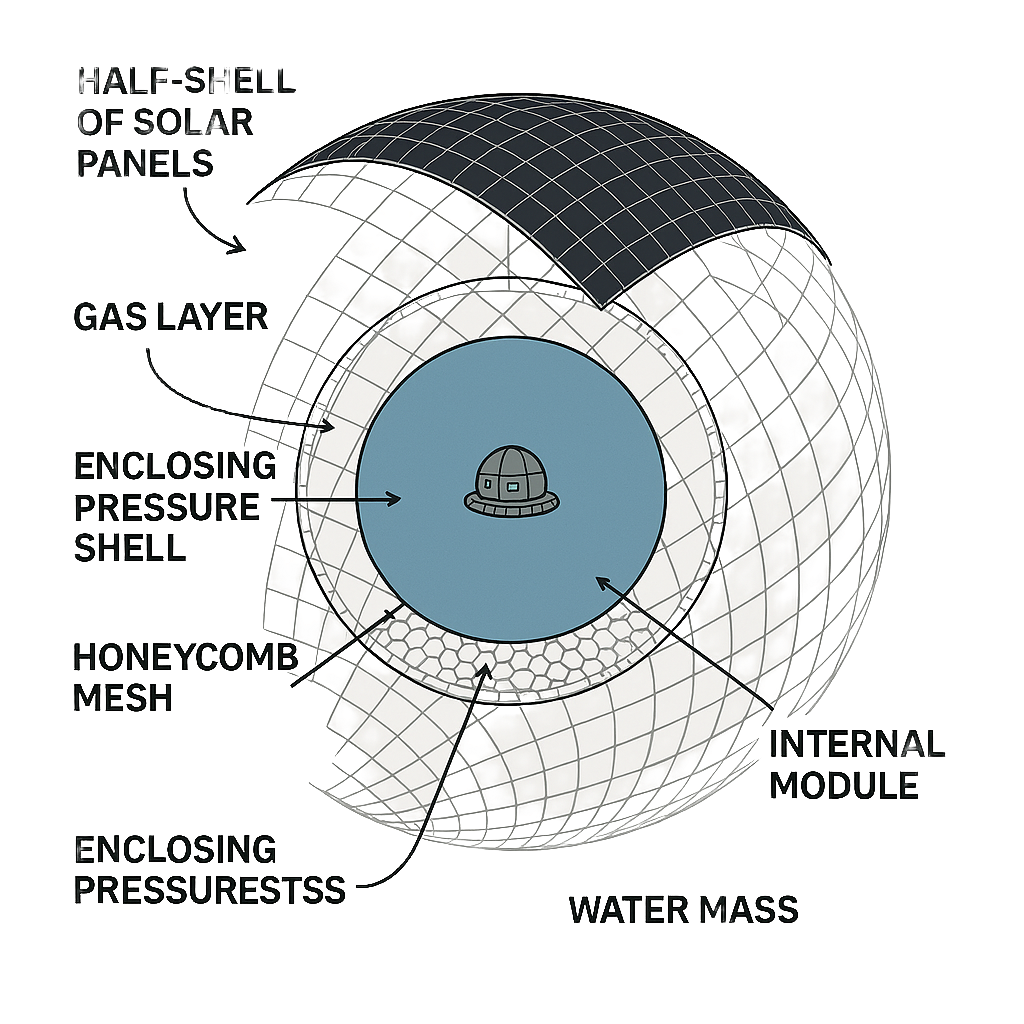 HALF-SHELL
OF SOLAR
PANELS
GAS LAYER
ENCLOSING
PRESSURE
SHELL
HONEYCOMB
MESH
INTERNAL
MODULE
ENCLOSING
PRESSURESTSS
WATER MASS